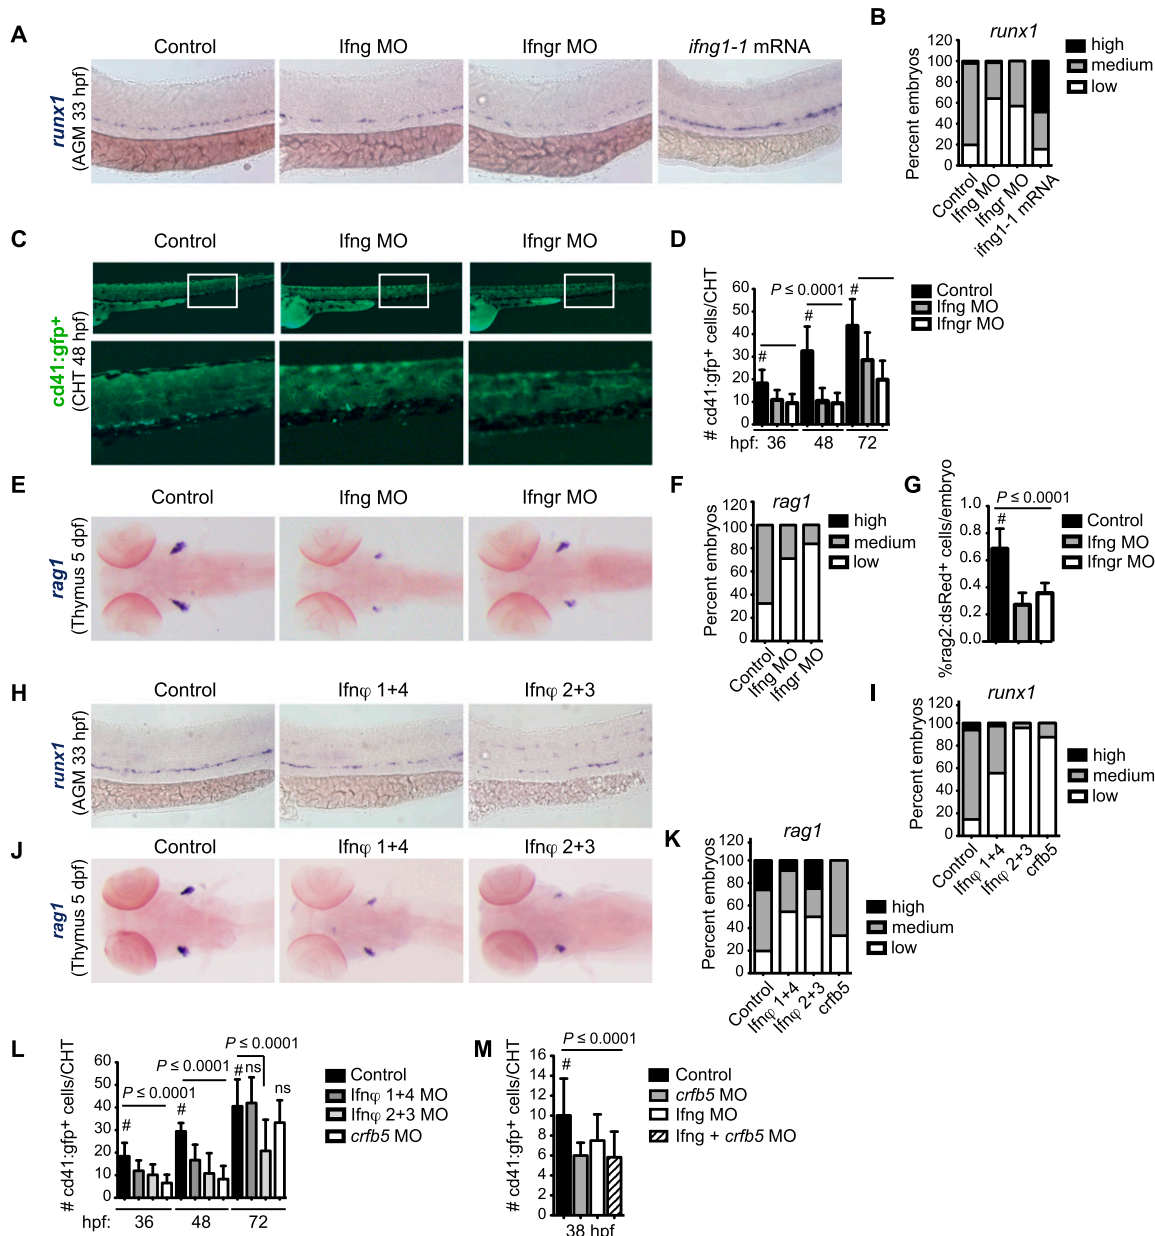 A
Control
Ifng MO
Ifngr MO
ifng1-1 mRNA
runx1
(AGM 33 hpf)
B
runx1
high
medium
low
Percent embryos
120
100
80
60
40
20
0
Control
Ifng MO
Ifngr MO
ifng1-1 mRNA
C
Control
Ifng MO
Ifngr MO
cd41:gfp+
(CHT 48 hpf)
D
# cd41:gfp+ cells/CHT
60
50
40
30
20
10
0
P ≤ 0.0001
#
#
#
Control
Ifng MO
Ifngr MO
hpf: 36 48 72
E
Control
Ifng MO
Ifngr MO
rag1
(Thymus 5 dpf)
F
rag1
Percent embryos
120
100
80
60
40
20
0
high
medium
low
Control
Ifng MO
Ifngr MO
G
%rag2:dsRed+ cells/embryo
1.0
0.8
0.6
0.4
0.2
0.0
P ≤ 0.0001
#
Control
Ifng MO
Ifngr MO
H
Control
Ifnφ 1+4
Ifnφ 2+3
runx1
(AGM 33 hpf)
I
runx1
Percent embryos
120
100
80
60
40
20
0
high
medium
low
Control
Ifnφ 1+4
Ifnφ 2+3
crfb5
J
Control
Ifnφ 1+4
Ifnφ 2+3
rag1
(Thymus 5 dpf)
K
rag1
Percent embryos
120
100
80
60
40
20
0
high
medium
low
Control
Ifnφ 1+4
Ifnφ 2+3
crfb5
L
# cd41:gfp+ cells/CHT
60
50
40
30
20
10
0
P ≤ 0.0001
P ≤ 0.0001
P ≤ 0.0001
#
#
# ns
ns
Control
Ifnφ 1+4 MO
Ifnφ 2+3 MO
crfb5 MO
hpf: 36 48 72
M
# cd41:gfp+ cells/CHT
16
14
12
10
8
6
4
2
0
P ≤ 0.0001
#
Control
crfb5 MO
Ifng MO
Ifng + crfb5 MO
38 hpf